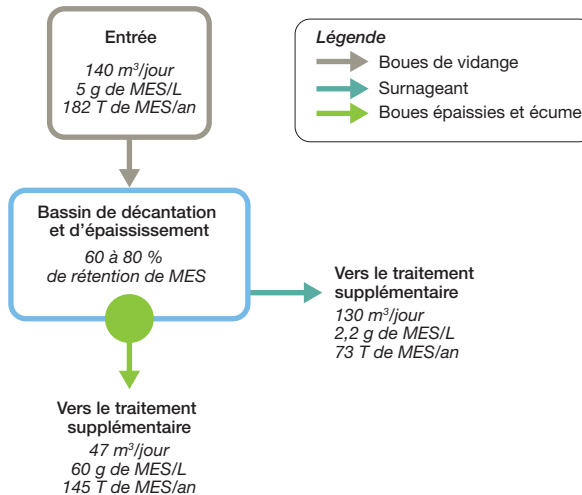 Entrée
140 m³/jour
5 g de MES/L
182 T de MES/an
Légende
Boues de vidange
Surnageant
Boues épaissies et écume
Bassin de décantation
et d’épaississement
60 à 80 %
de rétention de MES
Vers le traitement
supplémentaire
130 m³/jour
2,2 g de MES/L
73 T de MES/an
Vers le traitement
supplémentaire
47 m³/jour
60 g de MES/L
145 T de MES/an